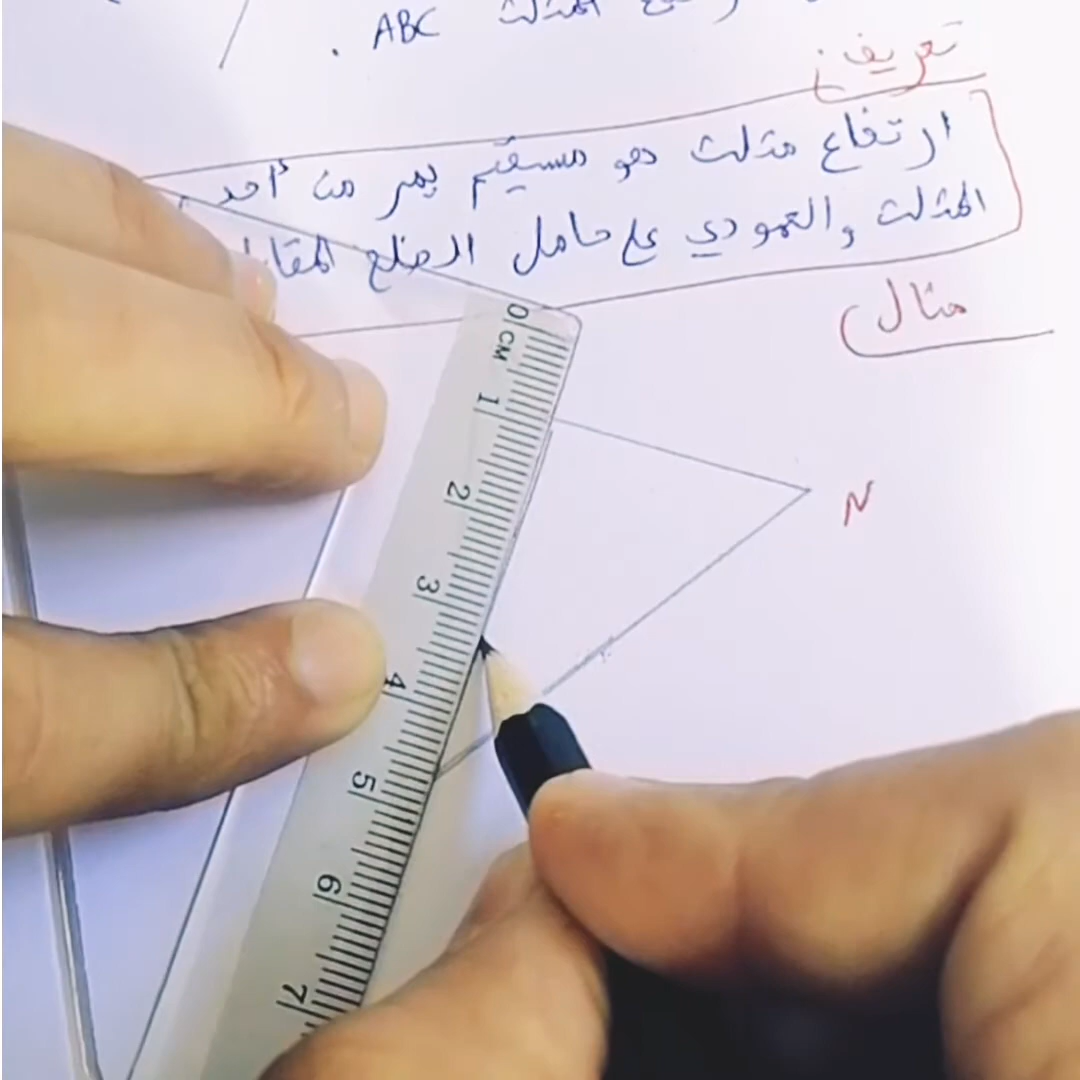 المثلث ABC .
تعريف :
ارتفاع مثلث هو مستقيم يمر من أحد
المثلث والعمودي على حامل الضلع
مثال
N
0 CM 1 2 3 4 5 6 7